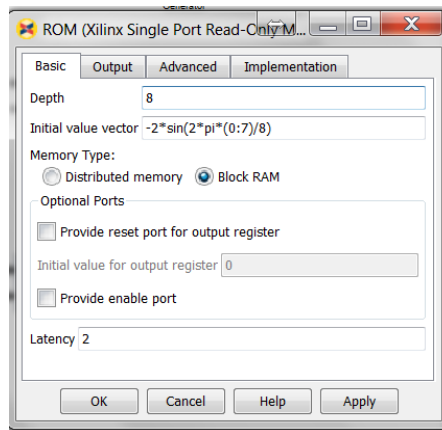 Generator
ROM (Xilinx Single Port Read-Only M...
Basic Output Advanced Implementation
Depth 8
Initial value vector -2*sin(2*pi*(0:7)/8)
Memory Type:
Distributed memory Block RAM
Optional Ports
Provide reset port for output register
Initial value for output register 0
Provide enable port
Latency 2
OK Cancel Help Apply